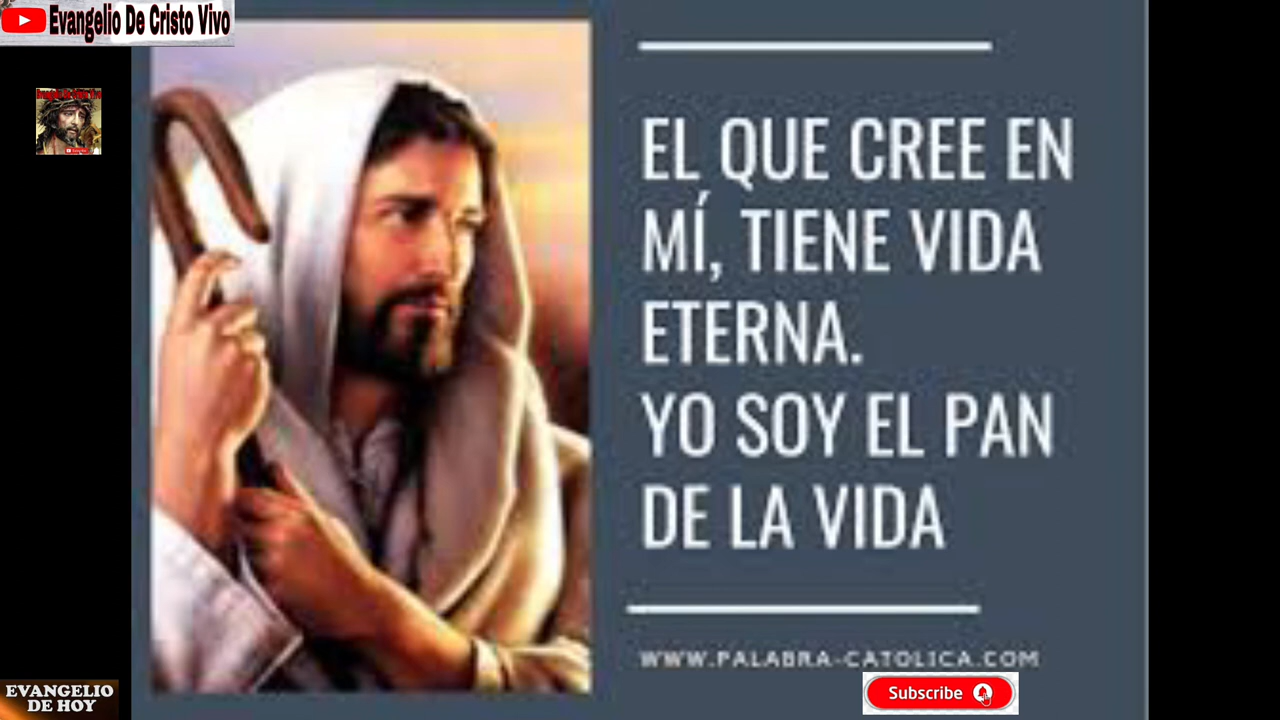 Evangelio De Cristo Vivo
EL QUE CREE EN
MÍ, TIENE VIDA
ETERNA.
YO SOY EL PAN
DE LA VIDA
WWW.PALABRA-CATOLICA.COM
Subscribe
EVANGELIO
DE HOY